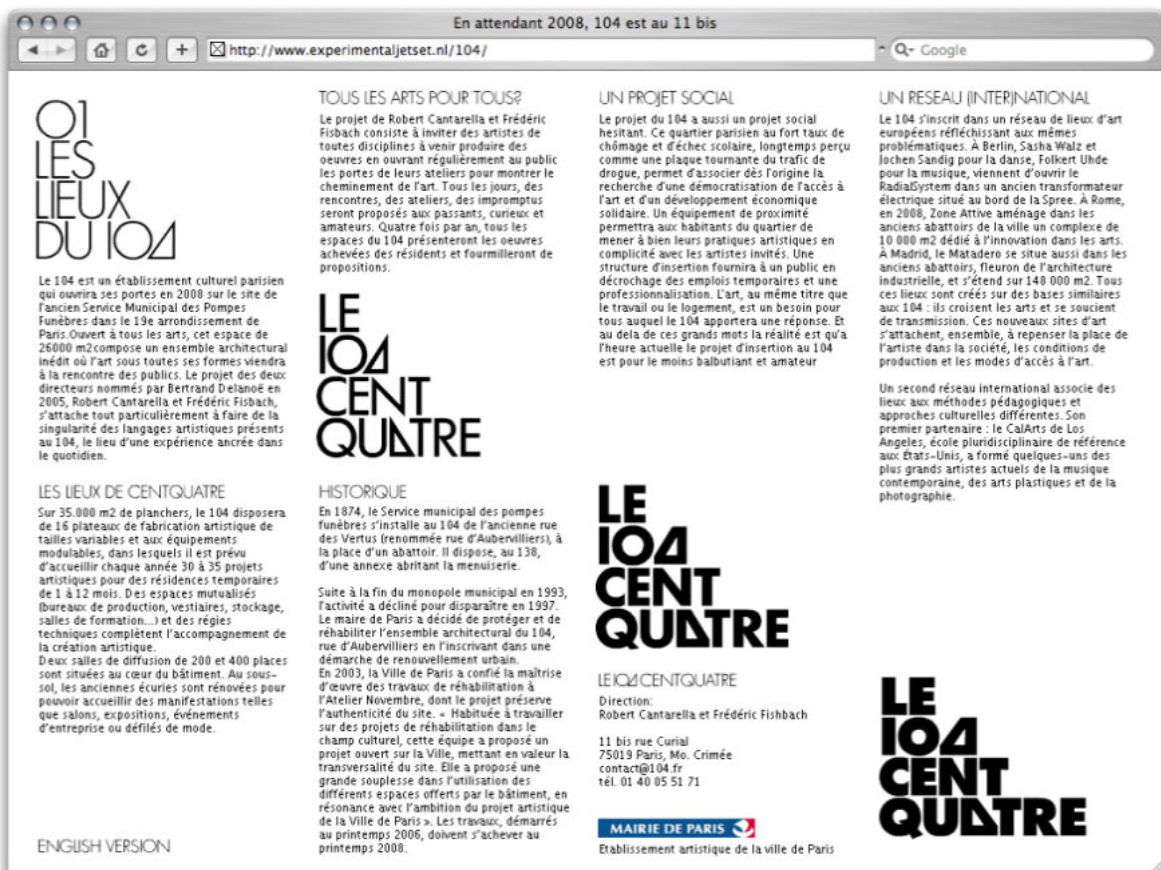 En attendant 2008, 104 est au 11 bis
http://www.experimentaljetset.nl/104/
Google
01
LES
LIEUX
DU 104
Le 104 est un établissement culturel parisien
qui ouvrira ses portes en 2008 sur le site de
l'ancien Service Municipal des Pompes
Funèbres dans le 19e arrondissement de
Paris.Ouvert à tous les arts, cet espace de
26000 m2compose un ensemble architectural
inédit où l'art sous toutes ses formes viendra
à la rencontre des publics. Le projet des deux
directeurs nommés par Bertrand Delanoë en
2005, Robert Cantarella et Frédéric Fisbach,
s'attache tout particulièrement à faire de la
singularité des langages artistiques présents
au 104, le lieu d'une expérience ancrée dans
le quotidien.
LES LIEUX DE CENTQUATRE
Sur 35.000 m2 de planchers, le 104 disposera
de 16 plateaux de fabrication artistique de
tailles variables et aux équipements
modulables, dans lesquels il est prévu
d'accueillir chaque année 30 à 35 projets
artistiques pour des résidences temporaires
de 1 à 12 mois. Des espaces mutualisés
(bureaux de production, vestiaires, stockage,
salles de formation...) et des régies
techniques complètent l'accompagnement de
la création artistique.
Deux salles de diffusion de 200 et 400 places
sont situées au cœur du bâtiment. Au sous-
sol, les anciennes écuries sont rénovées pour
pouvoir accueillir des manifestations telles
que salons, expositions, événements
d'entreprise ou défilés de mode.
ENGLISH VERSION
TOUS LES ARTS POUR TOUS?
Le projet de Robert Cantarella et Frédéric
Fisbach consiste à inviter des artistes de
toutes disciplines à venir produire des
oeuvres en ouvrant régulièrement au public
les portes de leurs ateliers pour montrer le
cheminement de l'art. Tous les jours, des
rencontres, des ateliers, des impromptus
seront proposés aux passants, curieux et
amateurs. Quatre fois par an, tous les
espaces du 104 présenteront les oeuvres
achevées des résidents et fourmilleront de
propositions.
LE
104
CENT
QUATRE
HISTORIQUE
En 1874, le Service municipal des pompes
funèbres s'installe au 104 de l'ancienne rue
des Vertus (renommée rue d'Aubervilliers), à
la place d'un abattoir. Il dispose, au 138,
d'une annexe abritant la menuiserie.
Suite à la fin du monopole municipal en 1993,
l'activité a décliné pour disparaître en 1997.
Le maire de Paris a décidé de protéger et de
réhabiliter l'ensemble architectural du 104,
rue d'Aubervilliers en l'inscrivant dans une
démarche de renouvellement urbain.
En 2003, la Ville de Paris a confié la maîtrise
d'œuvre des travaux de réhabilitation à
l'Atelier Novembre, dont le projet préserve
l'authenticité du site. « Habituée à travailler
sur des projets de réhabilitation dans le
champ culturel, cette équipe a proposé un
projet ouvert sur la Ville, mettant en valeur la
transversalité du site. Elle a proposé une
grande souplesse dans l'utilisation des
différents espaces offerts par le bâtiment, en
résonance avec l'ambition du projet artistique
de la Ville de Paris ». Les travaux, démarrés
au printemps 2006, doivent s'achever au
printemps 2008.
UN PROJET SOCIAL
Le projet du 104 a aussi un projet social
hesitant. Ce quartier parisien au fort taux de
chômage et d'échec scolaire, longtemps perçu
comme une plaque tournante du trafic de
drogue, permet d'associer dès l'origine la
recherche d'une démocratisation de l'accès à
l'art et d'un développement économique
solidaire. Un équipement de proximité
permettra aux habitants du quartier de
mener à bien leurs pratiques artistiques en
complicité avec les artistes invités. Une
structure d'insertion fournira à un public en
décrochage des emplois temporaires et une
professionnalisation. L'art, au même titre que
le travail ou le logement, est un besoin pour
tous auquel le 104 apportera une réponse. Et
au dela de ces grands mots la réalité est qu'a
l'heure actuelle le projet d'insertion au 104
est pour le moins balbutiant et amateur
LE
104
CENT
QUATRE
LE 104 CENTQUATRE
Direction:
Robert Cantarella et Frédéric Fishbach
11 bis rue Curial
75019 Paris, Mo. Crimée
contact@104.fr
tél. 01 40 05 51 71
MAIRIE DE PARIS
Etablissement artistique de la ville de Paris
UN RESEAU (INTER)NATIONAL
Le 104 s'inscrit dans un réseau de lieux d'art
européens réfléchissant aux mêmes
problématiques. À Berlin, Sasha Walz et
Jochen Sandig pour la danse, Folkert Uhde
pour la musique, viennent d'ouvrir le
RadialSystem dans un ancien transformateur
électrique situé au bord de la Spree. À Rome,
en 2008, Zone Attive aménage dans les
anciens abattoirs de la ville un complexe de
10 000 m2 dédié à l'innovation dans les arts.
À Madrid, le Matadero se situe aussi dans les
anciens abattoirs, fleuron de l'architecture
industrielle, et s'étend sur 148 000 m2. Tous
ces lieux sont créés sur des bases similaires
aux 104 : ils croisent les arts et se soucient
de transmission. Ces nouveaux sites d'art
s'attachent, ensemble, à repenser la place de
l'artiste dans la société, les conditions de
production et les modes d'accès à l'art.
Un second réseau international associe des
lieux aux méthodes pédagogiques et
approches culturelles différentes. Son
premier partenaire : le CalArts de Los
Angeles, école pluridisciplinaire de référence
aux États-Unis, a formé quelques-uns des
plus grands artistes actuels de la musique
contemporaine, des arts plastiques et de la
photographie.
LE
104
CENT
QUATRE